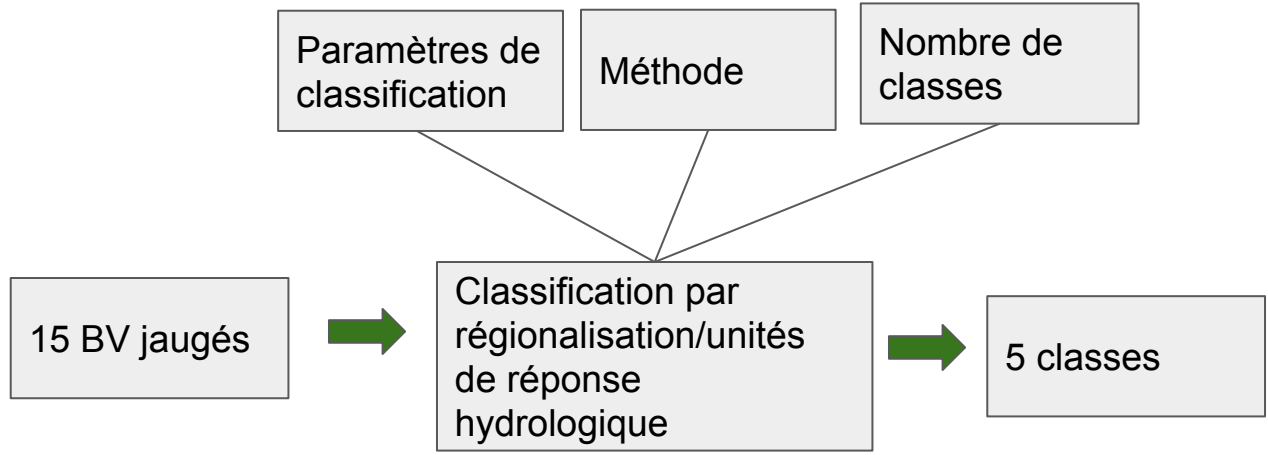 Paramètres de
classification
Méthode
Nombre de
classes
15 BV jaugés
Classification par
régionalisation/unités
de réponse
hydrologique
5 classes